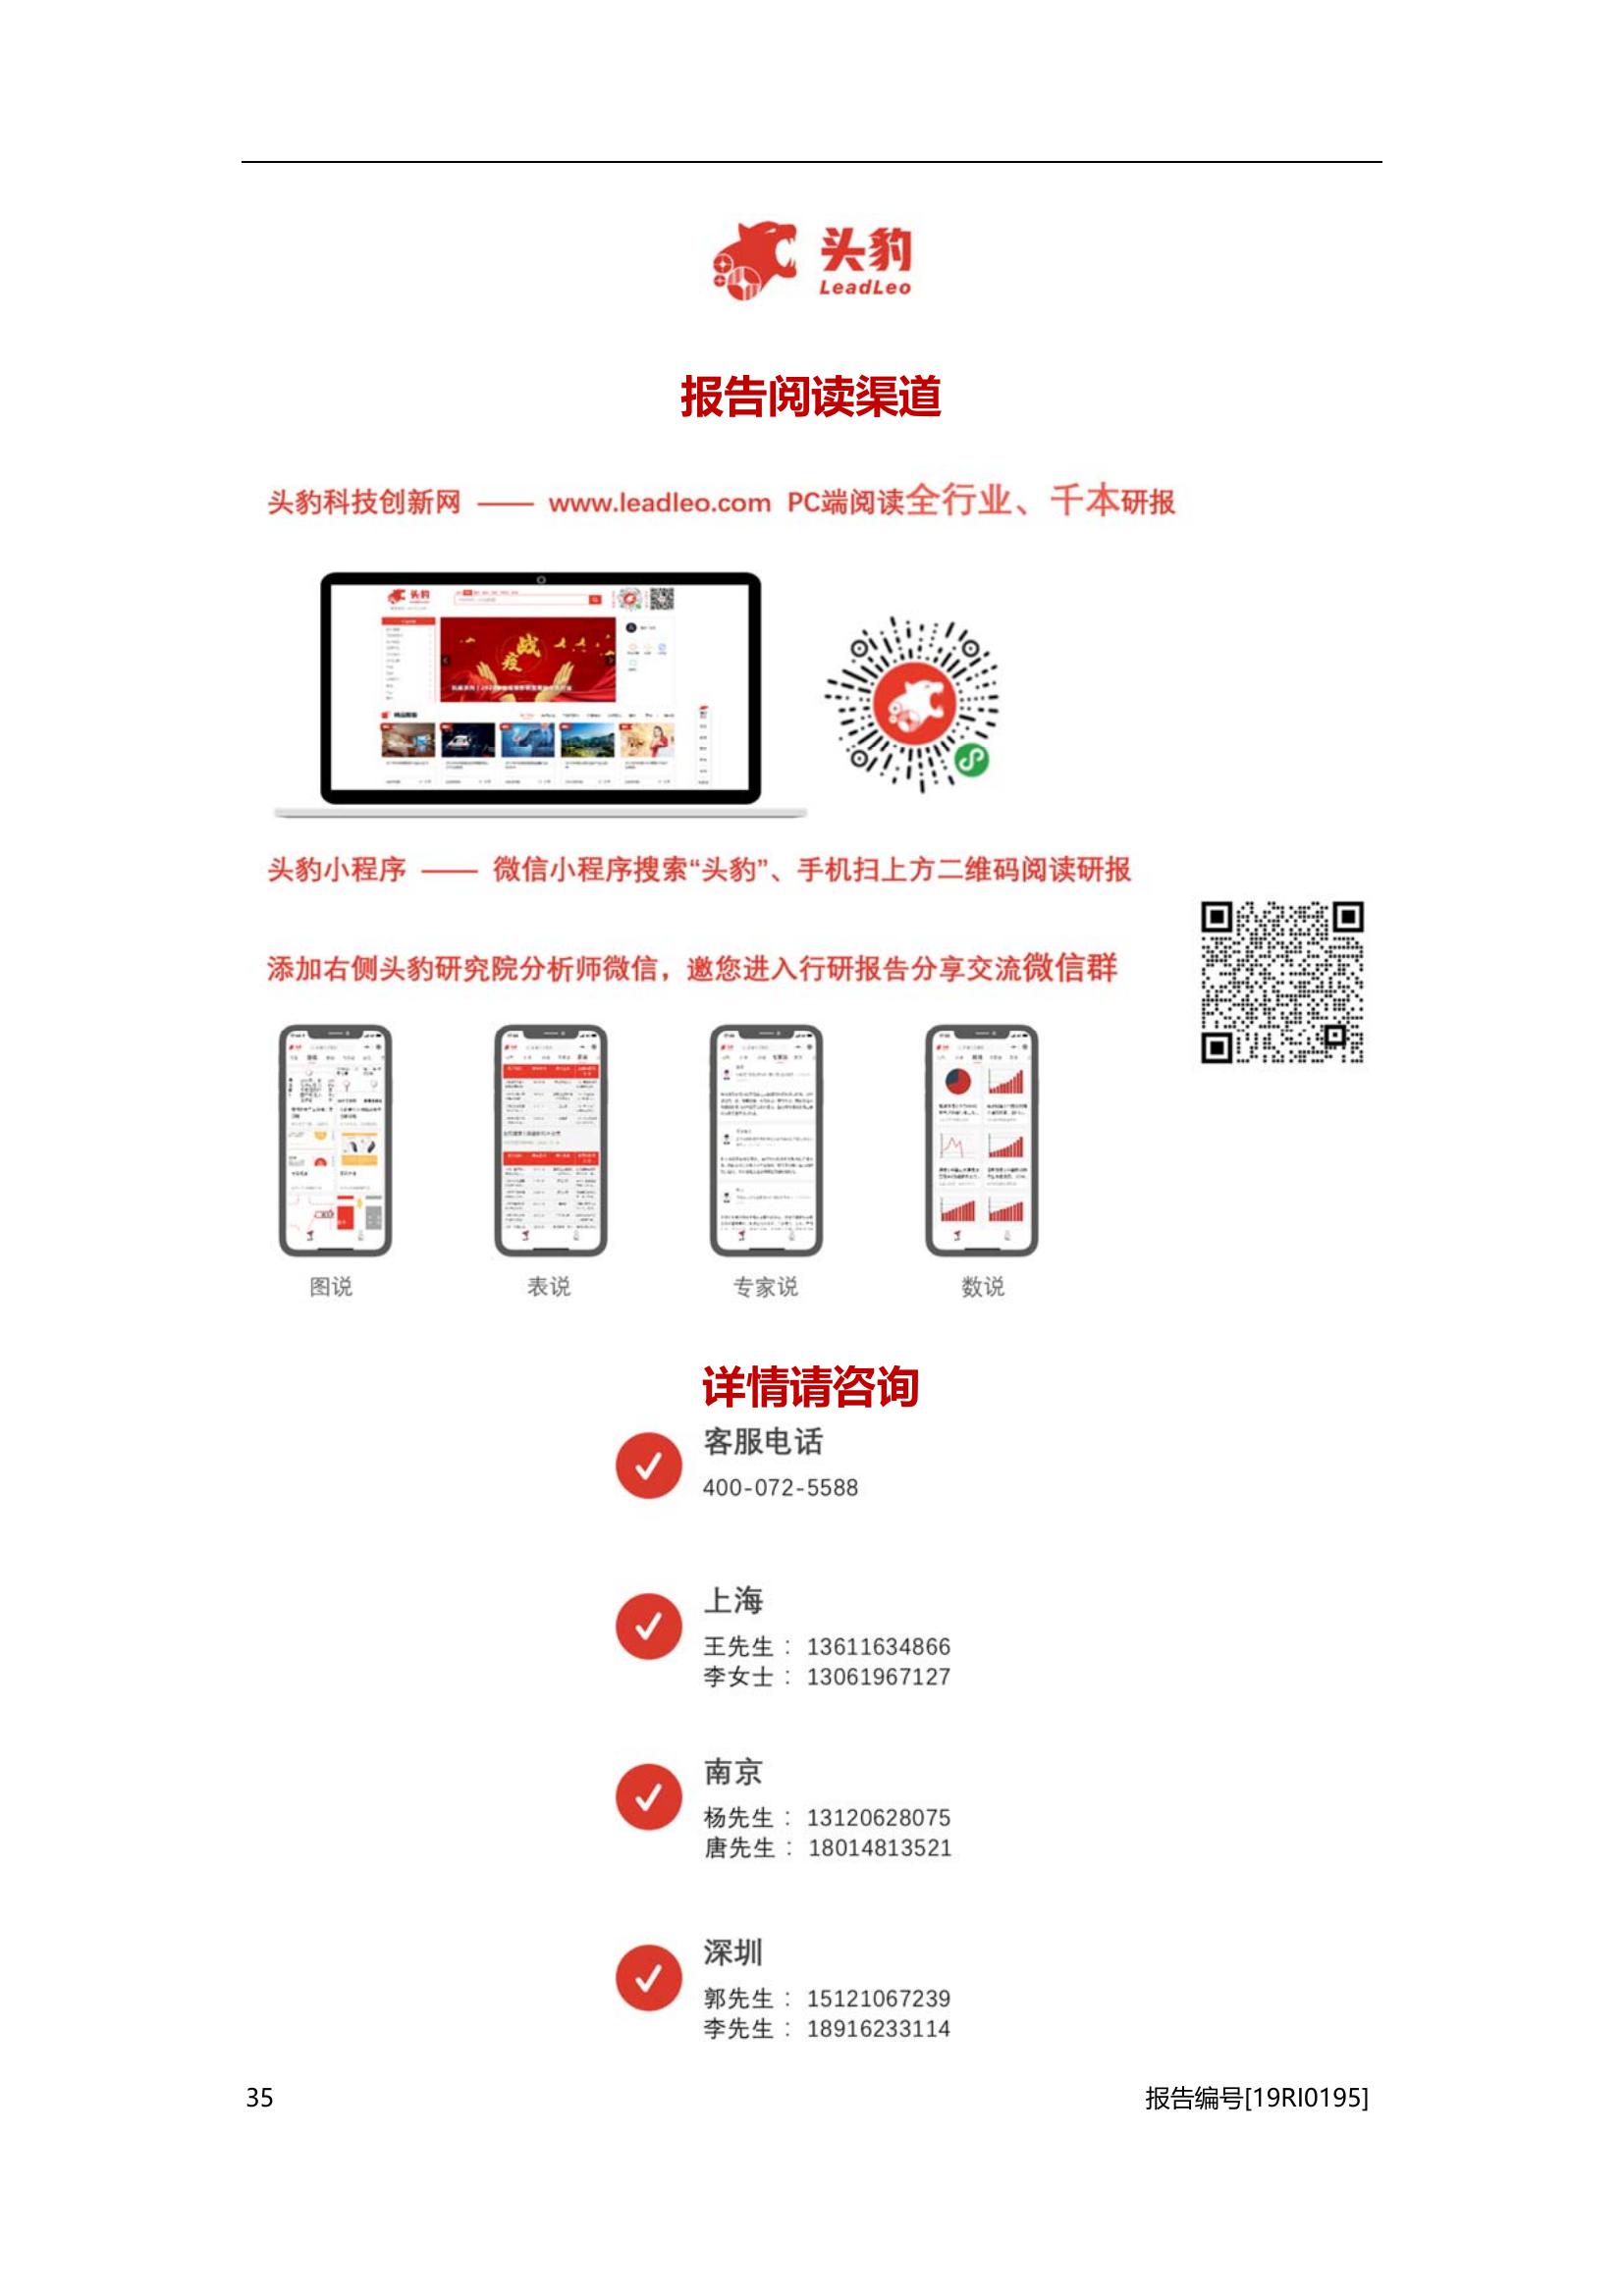 头豹
LeadLeo
报告阅读渠道
头豹科技创新网 —— www.leadleo.com PC端阅读全行业、千本研报
头豹
战
疫
头豹小程序 —— 微信小程序搜索“头豹”、手机扫上方二维码阅读研报
添加右侧头豹研究院分析师微信，邀您进入行研报告分享交流微信群
图说
表说
专家说
数说
详情请咨询
客服电话
400-072-5588
上海
王先生： 13611634866
李女士： 13061967127
南京
杨先生： 13120628075
唐先生： 18014813521
深圳
郭先生： 15121067239
李先生： 18916233114
35
报告编号[19RI0195]